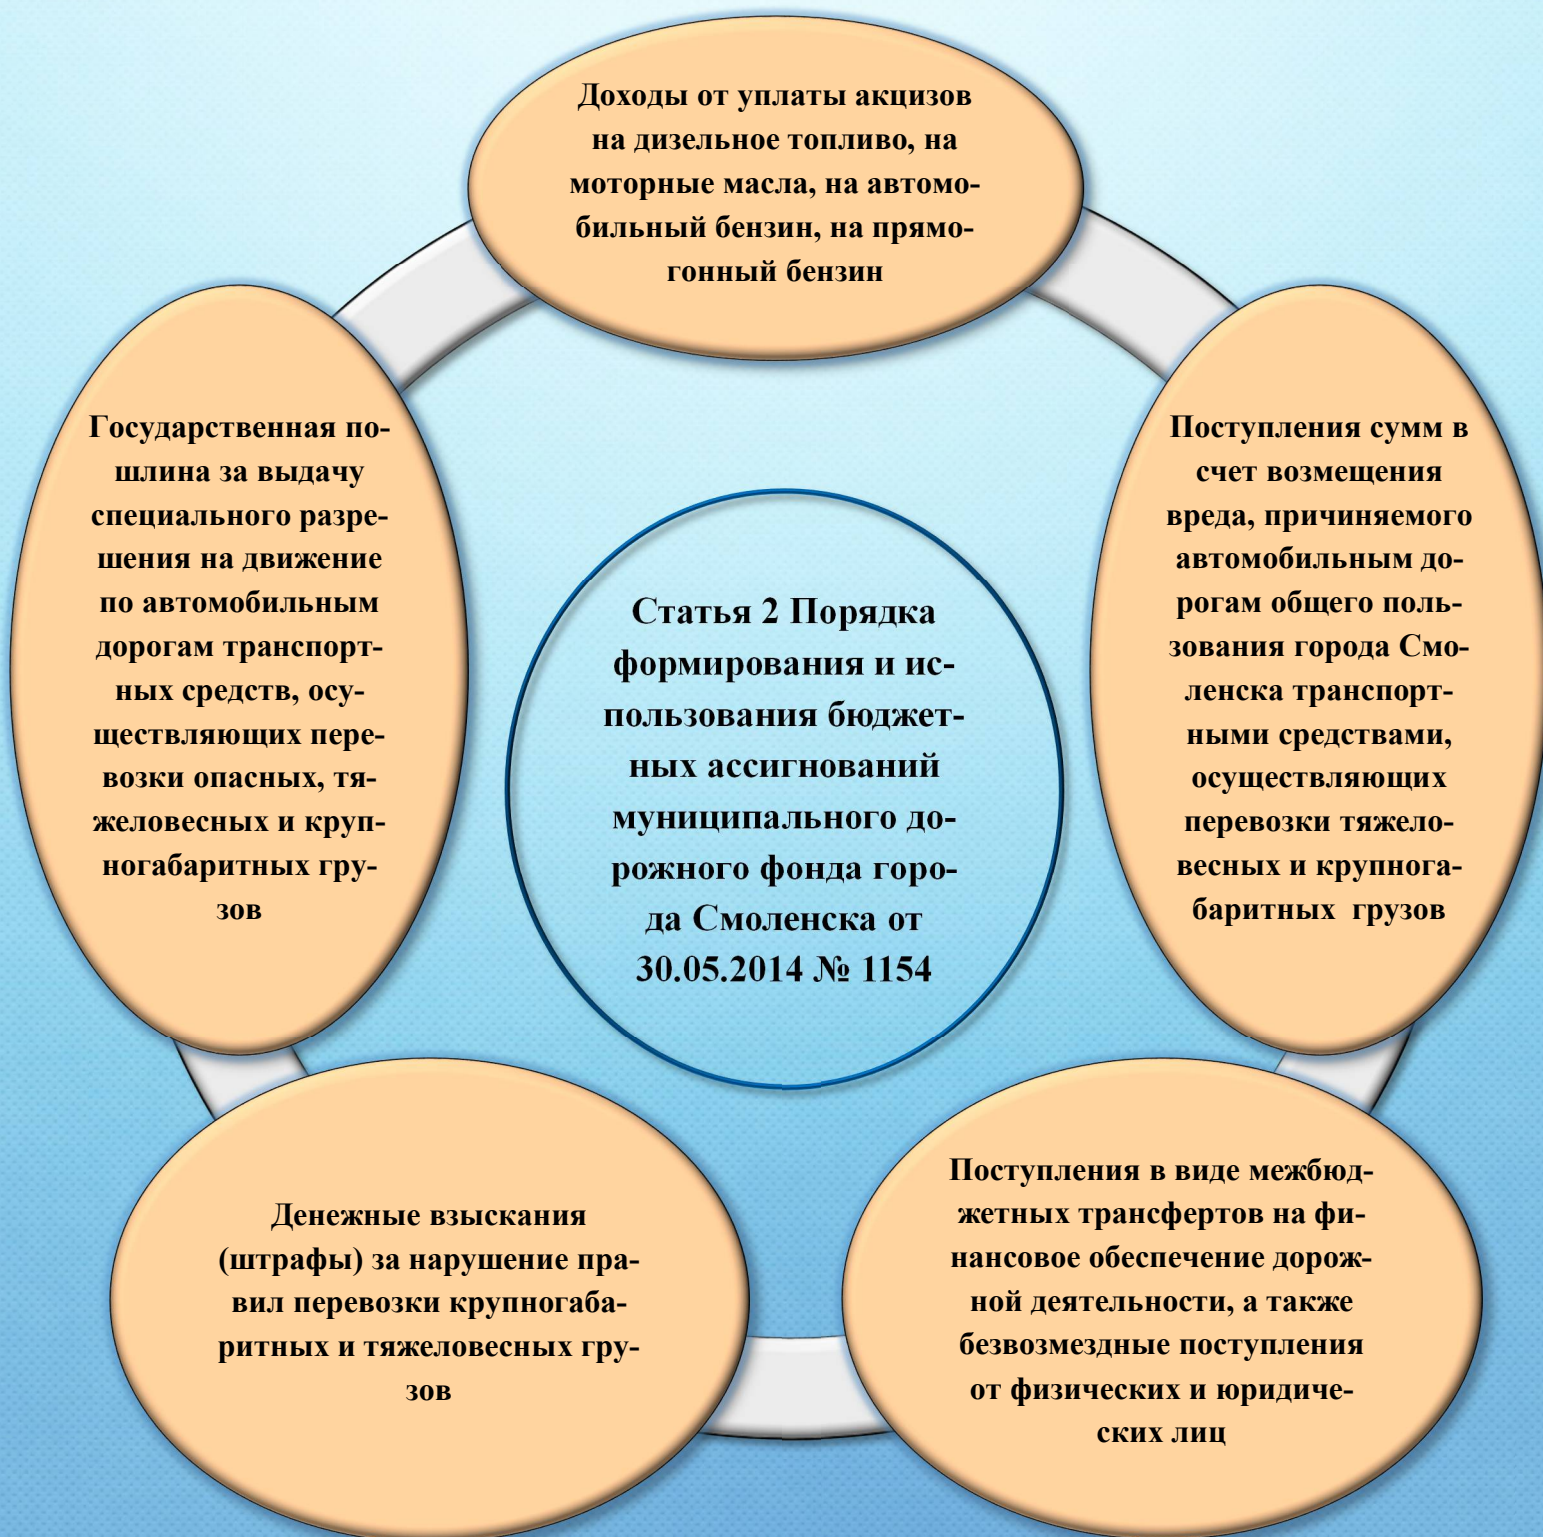 Доходы от уплаты акцизов
на дизельное топливо, на
моторные масла, на автомо-
бильный бензин, на прямо-
гонный бензин
Государственная по-
шлина за выдачу
специального разре-
шения на движение
по автомобильным
дорогам транспорт-
ных средств, осу-
ществляющих пере-
возки опасных, тя-
желовесных и круп-
ногабаритных гру-
зов
Статья 2 Порядка
формирования и ис-
пользования бюджет-
ных ассигнований
муниципального до-
рожного фонда горо-
да Смоленска от
30.05.2014 № 1154
Поступления сумм в
счет возмещения
вреда, причиняемого
автомобильным до-
рогам общего поль-
зования города Смо-
ленска транспорт-
ными средствами,
осуществляющих
перевозки тяжело-
весных и крупнога-
баритных  грузов
Денежные взыскания
(штрафы) за нарушение пра-
вил перевозки крупногаба-
ритных и тяжеловесных гру-
зов
Поступления в виде межбюд-
жетных трансфертов на фи-
нансовое обеспечение дорож-
ной деятельности, а также
безвозмездные поступления
от физических и юридиче-
ских лиц